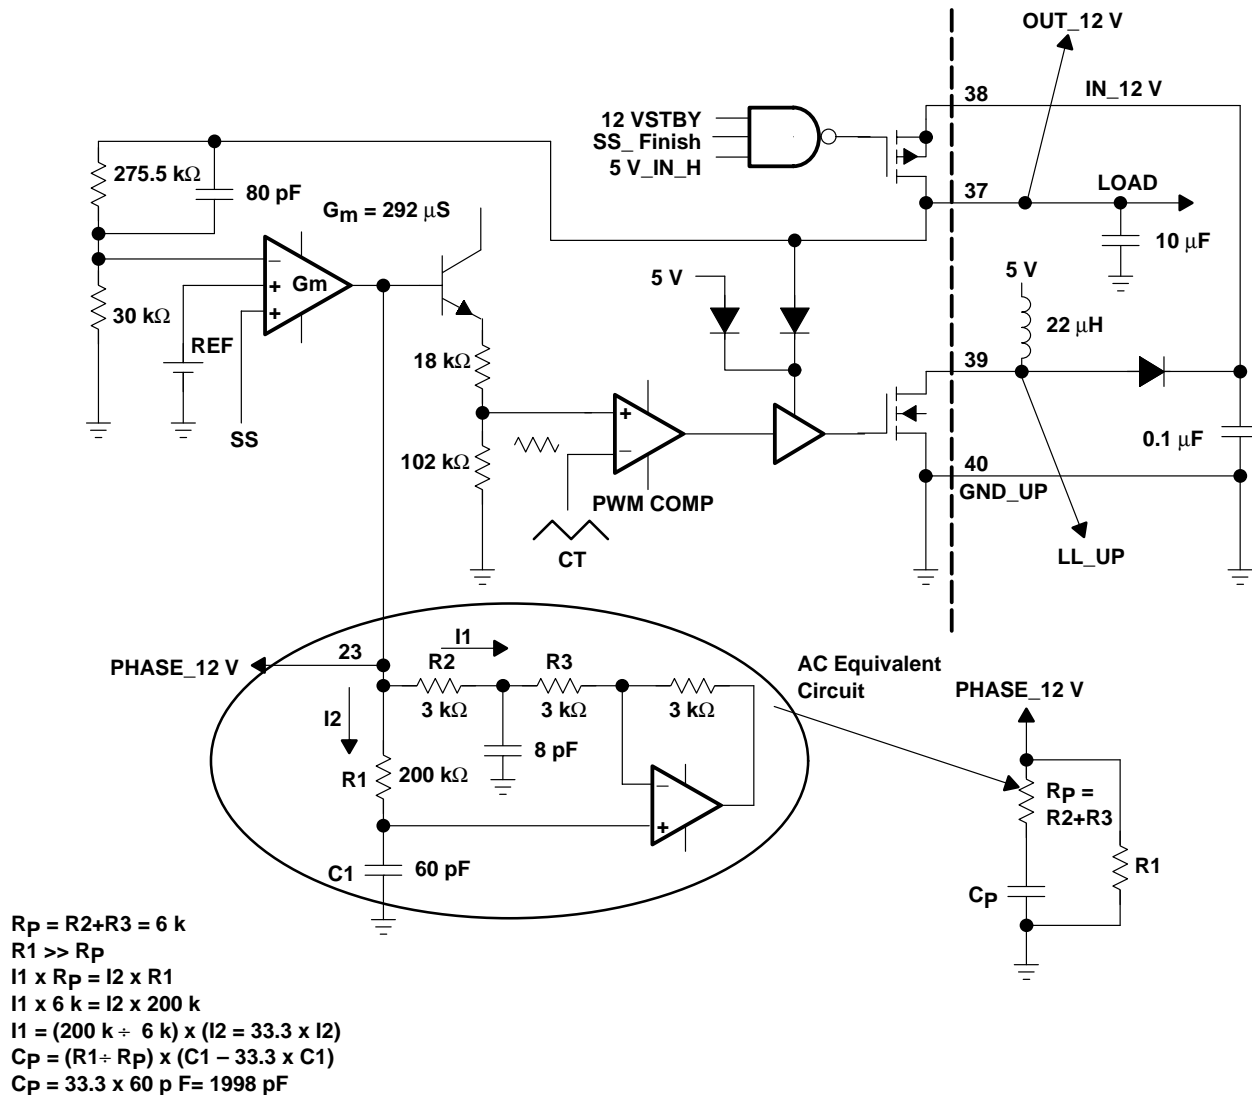 OUT_12 V
38
IN_12 V
12 VSTBY
SS_ Finish
5 V_IN_H
275.5 kΩ
80 pF
Gm = 292 µS
37
LOAD
10 µF
−
+
+
Gm
5 V
5 V
30 kΩ
REF
22 µH
18 kΩ
39
SS
+
−
102 kΩ
0.1 µF
40
PWM COMP
GND_UP
CT
LL_UP
I1
23
PHASE_12 V
R2
R3
AC Equivalent
Circuit
PHASE_12 V
3 kΩ
3 kΩ
3 kΩ
I2
8 pF
R1
200 kΩ
RP =
R2+R3
−
+
R1
C1
60 pF
CP
RP = R2+R3 = 6 k
R1 >> RP
I1 x RP = I2 x R1
I1 x 6 k = I2 x 200 k
I1 = (200 k ÷ 6 k) x (I2 = 33.3 x I2)
CP = (R1÷ RP) x (C1 – 33.3 x C1)
CP = 33.3 x 60 p F= 1998 pF